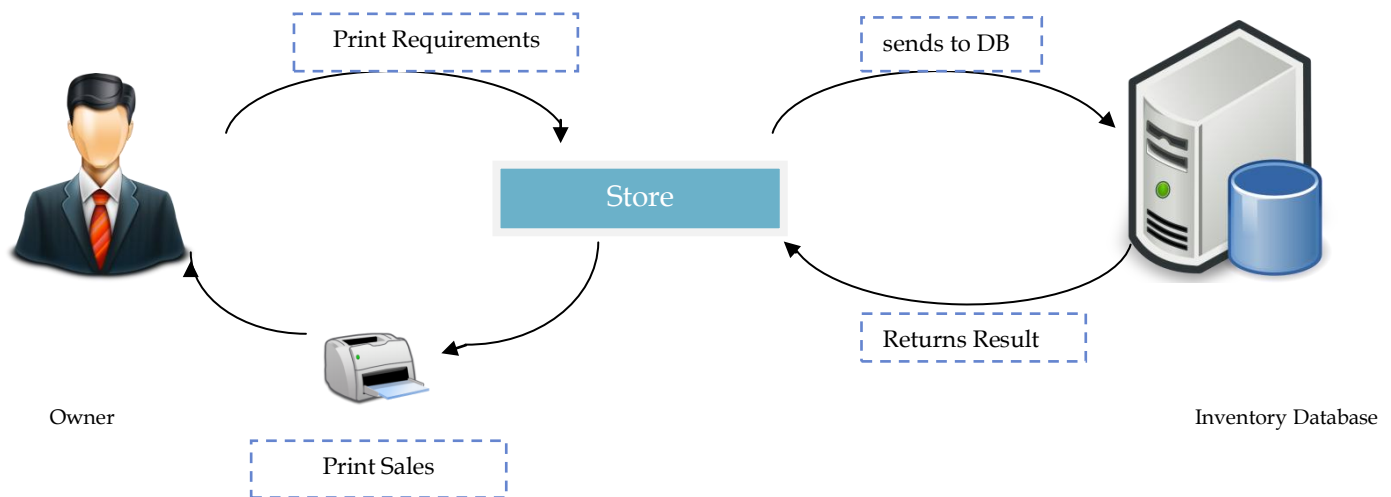 Print Requirements
sends to DB
Store
Returns Result
Owner
Inventory Database
Print Sales